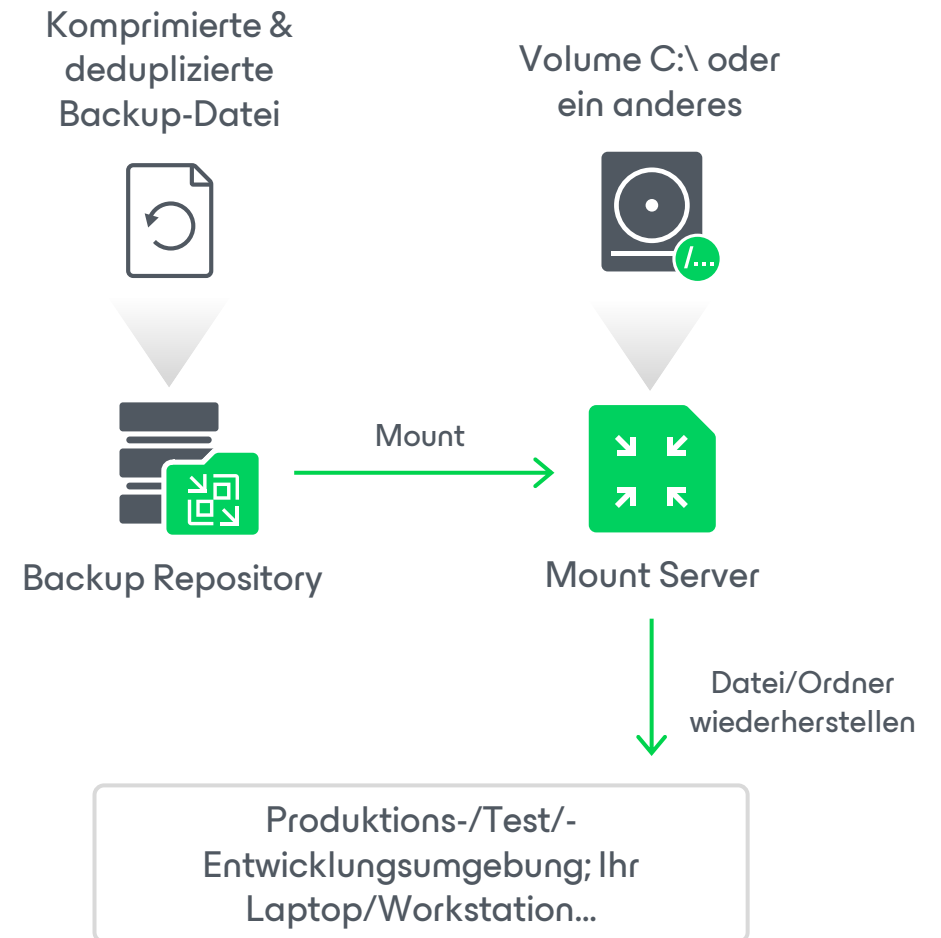 Komprimierte &
deduplizierte
Backup-Datei
Volume C:\ oder
ein anderes
/...
Mount
Backup Repository
Mount Server
Datei/Ordner
wiederherstellen
Produktions-/Test/-
Entwicklungsumgebung; Ihr
Laptop/Workstation...